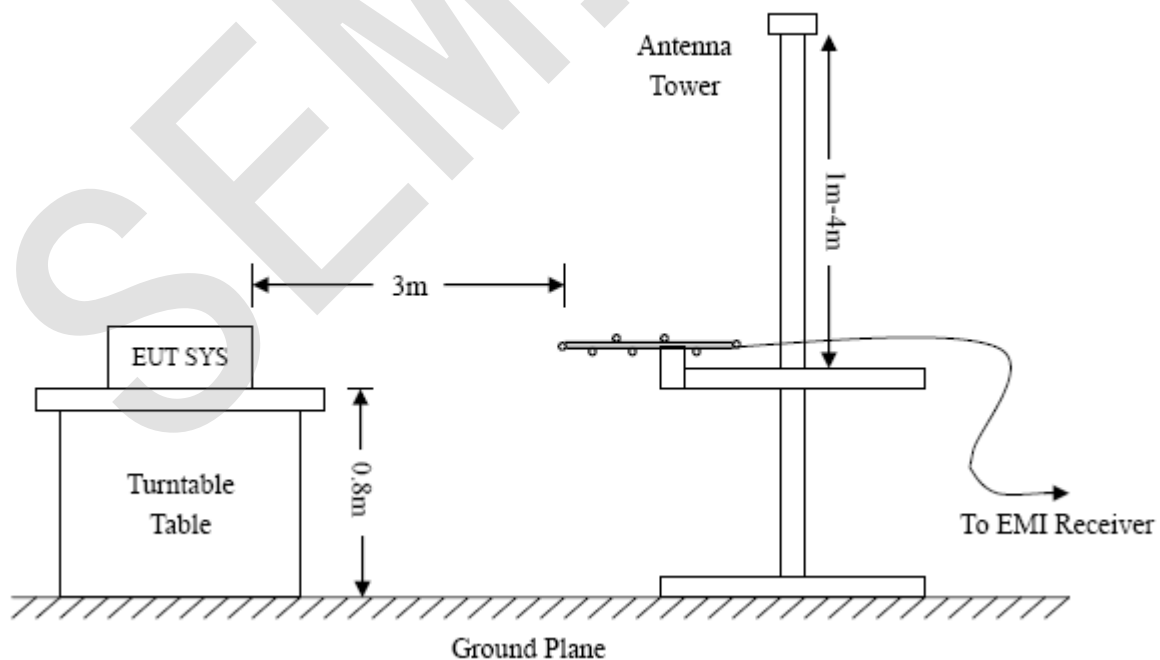 Antenna
Tower
1m-4m
3m
EUT SYS
0.8m
Turntable
Table
To EMI Receiver
Ground Plane